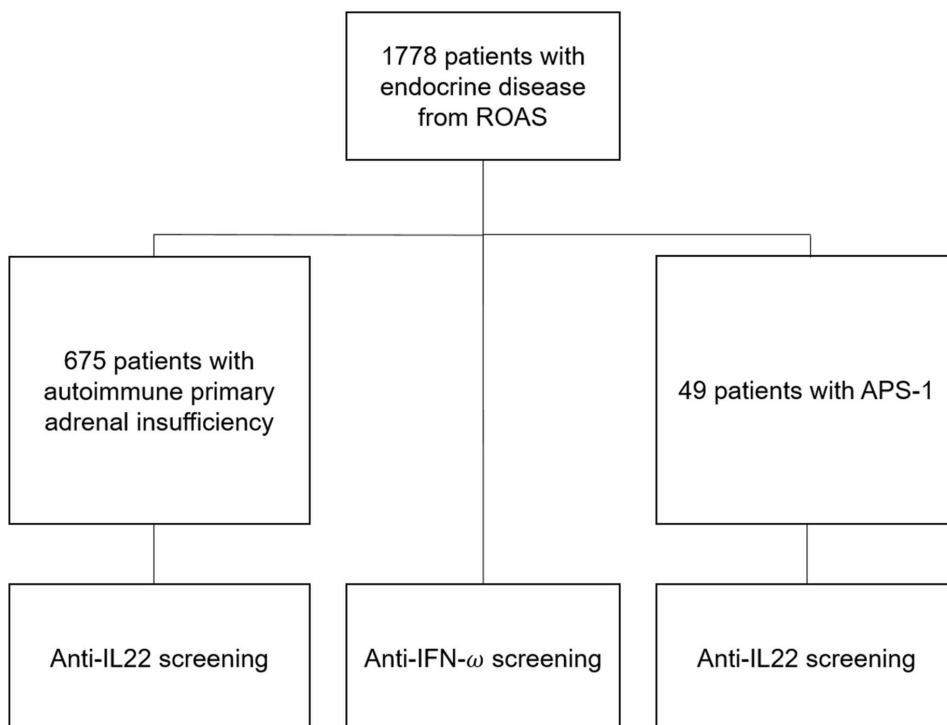 1778 patients with
endocrine disease
from ROAS
675 patients with
autoimmune primary
adrenal insufficiency
49 patients with APS-1
Anti-IL22 screening
Anti-IFN-ω screening
Anti-IL22 screening